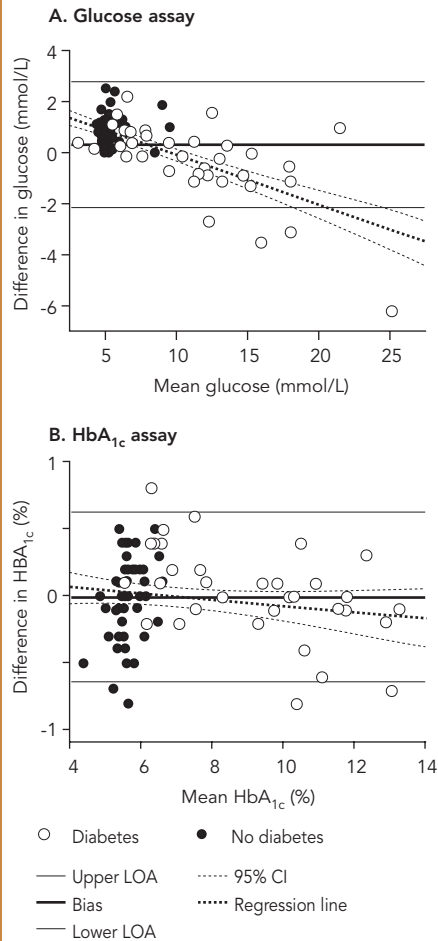 A. Glucose assay
Difference in glucose (mmol/L)
4
2
0
-2
-4
-6
5 10 15 20 25
Mean glucose (mmol/L)
B. HbA1c assay
Difference in HBA1c (%)
1
0
-1
4 6 8 10 12 14
Mean HbA1c (%)
Diabetes No diabetes
Upper LOA 95% CI
Bias Regression line
Lower LOA